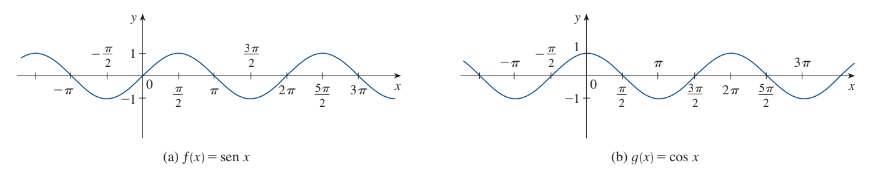 y
1
−π/2
3π/2
−π
−1
0
π/2
π
2π
5π/2
3π
x
(a) f(x) = sen x
y
1
−π
−π/2
π
3π
−1
0
π/2
3π/2
2π
5π/2
x
(b) g(x) = cos x